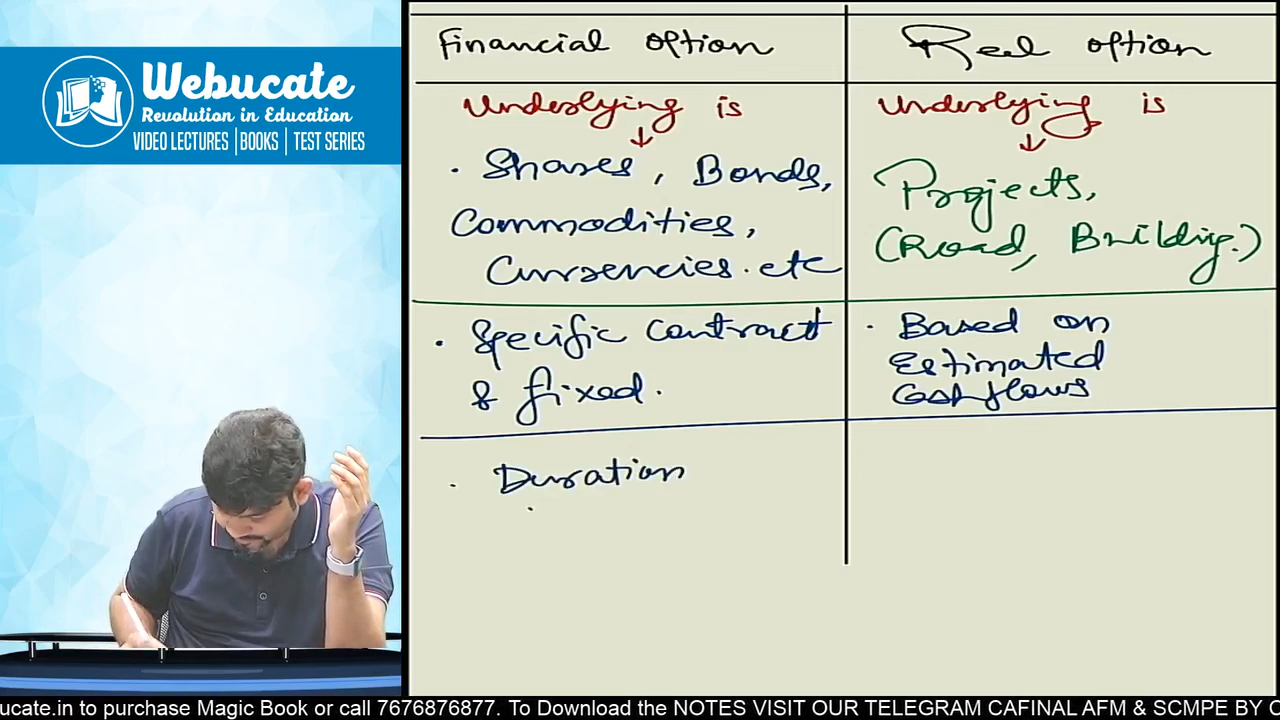 Webucate
Revolution in Education
VIDEO LECTURES | BOOKS | TEST SERIES
Financial option
Real option
Underlying is
Underlying is
↓
↓
. Shares, Bonds,
Commodities,
Currencies. etc
Projects,
(Road, Building.)
. Specific contract
& fixed.
. Based on
Estimated
Cashflows
. Duration
ucate.in to purchase Magic Book or call 7676876877. To Download the NOTES VISIT OUR TELEGRAM CAFINAL AFM & SCMPE BY C